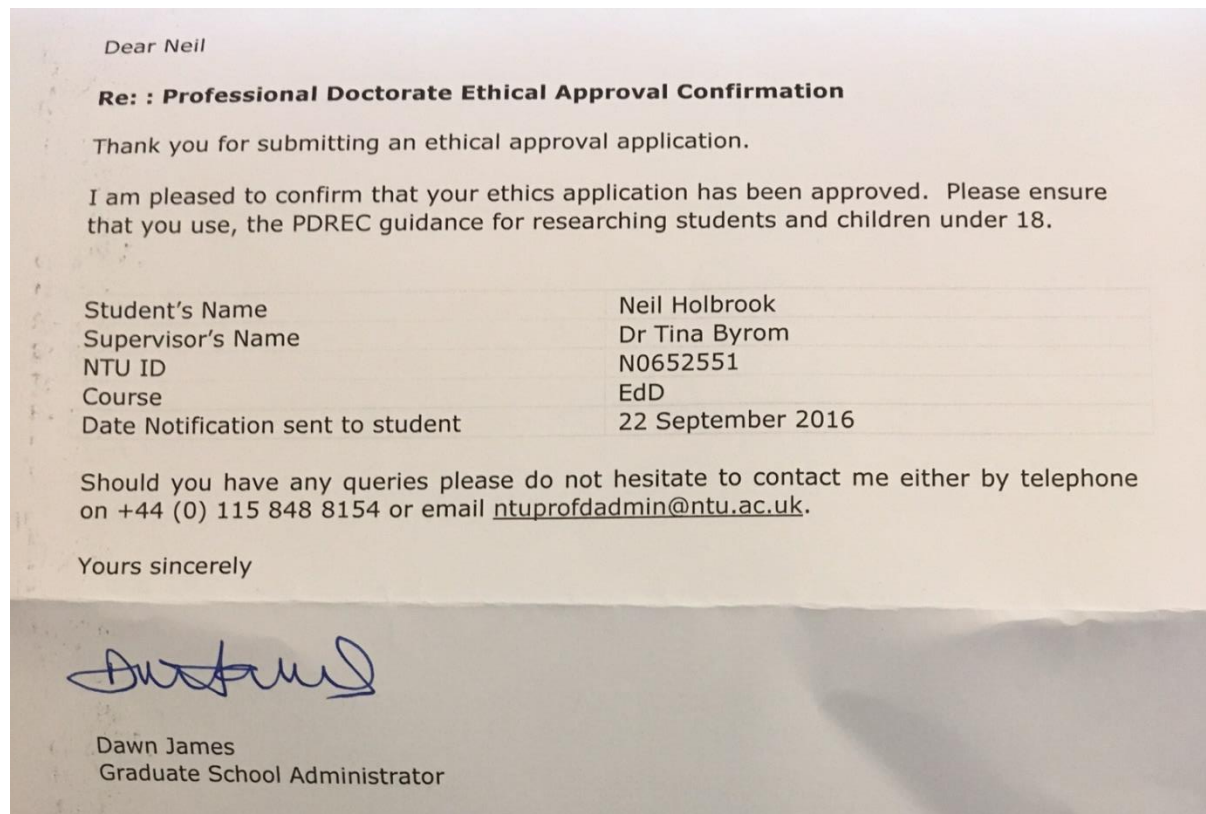 Dear Neil
Re: : Professional Doctorate Ethical Approval Confirmation
Thank you for submitting an ethical approval application.
I am pleased to confirm that your ethics application has been approved.  Please ensure
that you use, the PDREC guidance for researching students and children under 18.
Student's Name Neil Holbrook
Supervisor's Name Dr Tina Byrom
NTU ID N0652551
Course EdD
Date Notification sent to student 22 September 2016
Should you have any queries please do not hesitate to contact me either by telephone
on +44 (0) 115 848 8154 or email ntuprofdadmin@ntu.ac.uk.
Yours sincerely
Dawn James
Graduate School Administrator